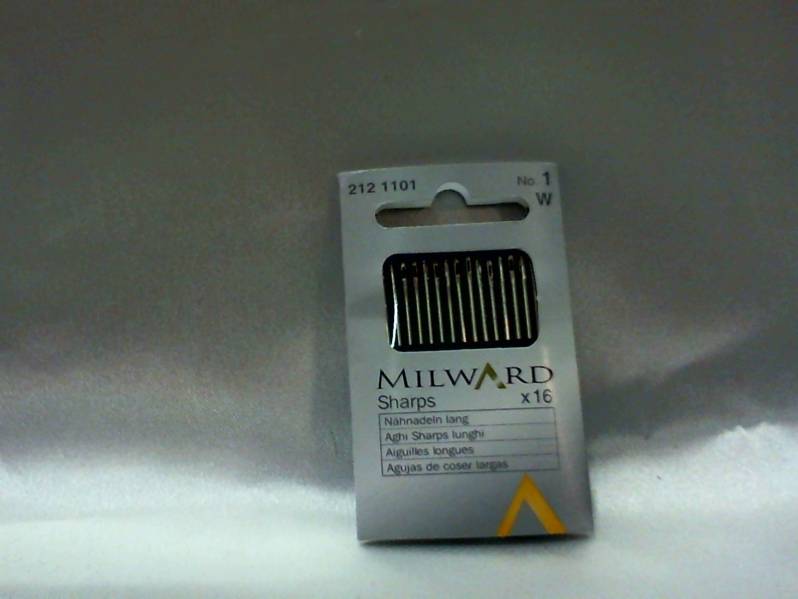 212 1101
No. 1
W
MILWARD
Sharps x16
Nähnadeln lang
Aghi Sharps lunghi
Aiguilles longues
Agujas de coser largas